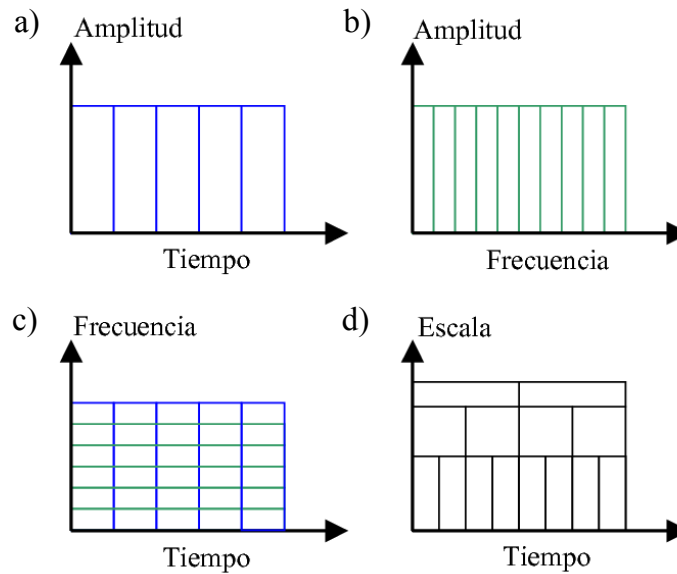 a)
Amplitud
Tiempo
b)
Amplitud
Frecuencia
c)
Frecuencia
Tiempo
d)
Escala
Tiempo